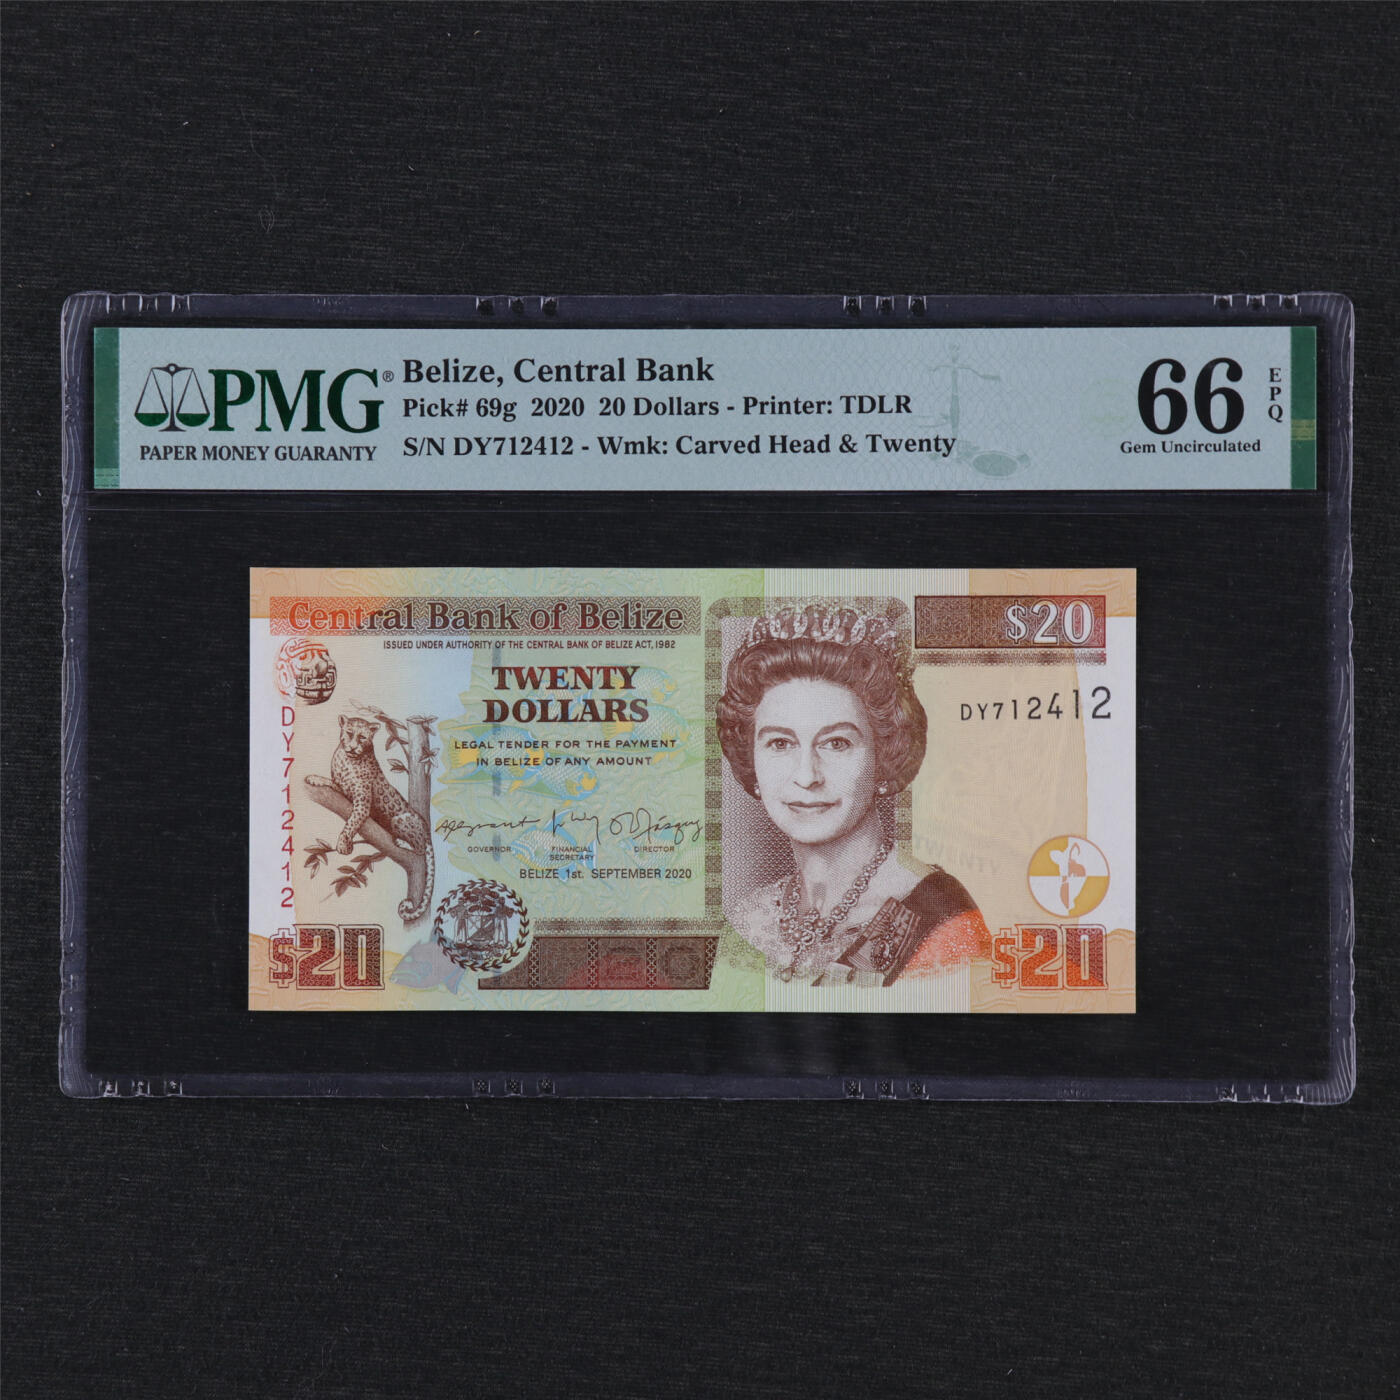 PMG®
PAPER MONEY GUARANTY
Belize, Central Bank
Pick# 69g 2020 20 Dollars - Printer: TDLR
S/N DY712412 - Wmk: Carved Head & Twenty
66
EPQ
Gem Uncirculated
Central Bank of Belize
ISSUED UNDER AUTHORITY OF THE CENTRAL BANK OF BELIZE ACT, 1982
$20
TWENTY
DOLLARS
DY712412
LEGAL TENDER FOR THE PAYMENT
IN BELIZE OF ANY AMOUNT
DY712412
GOVERNOR FINANCIAL SECRETARY DIRECTOR
BELIZE 1st. SEPTEMBER 2020
TWENTY
$20
$20